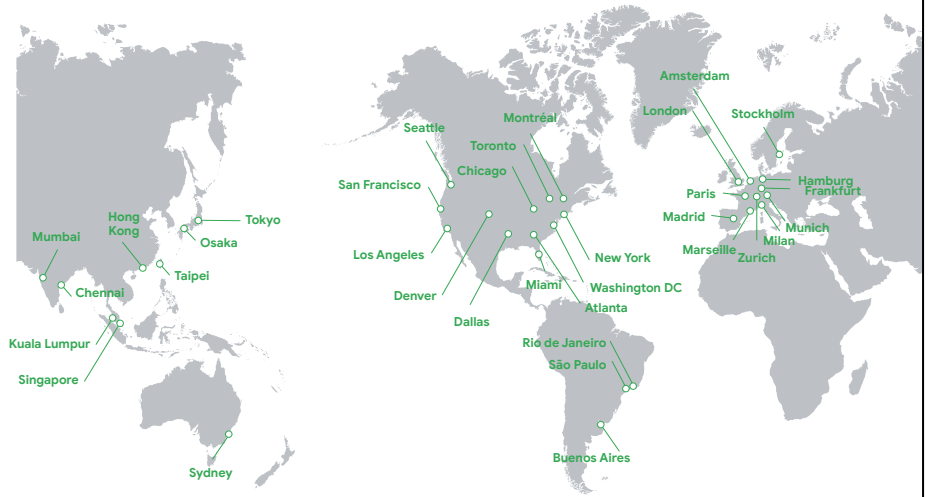 Amsterdam
London
Stockholm
Montréal
Seattle
Toronto
Chicago
San Francisco
Hamburg
Frankfurt
Paris
Madrid
Munich
Milan
Marseille
Zurich
Hong
Kong
Tokyo
Mumbai
Osaka
Los Angeles
New York
Taipei
Chennai
Miami
Washington DC
Denver
Atlanta
Dallas
Kuala Lumpur
Rio de Janeiro
São Paulo
Singapore
Buenos Aires
Sydney